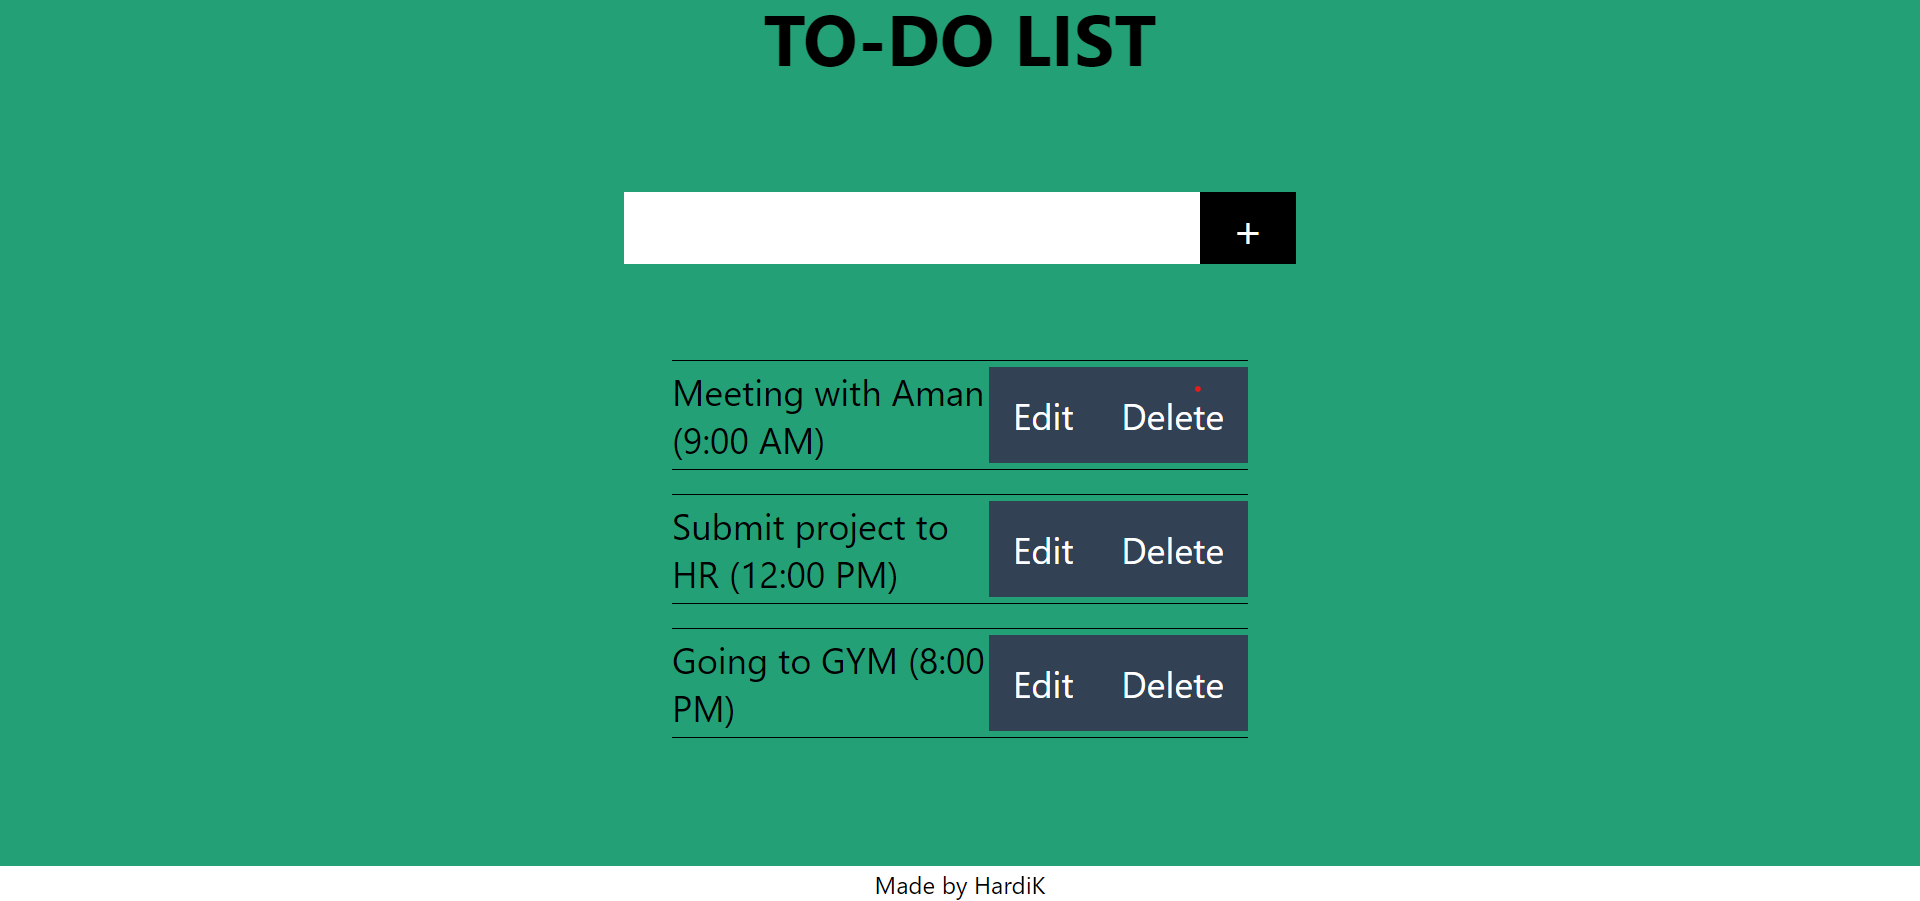 TO-DO LIST
+
Meeting with Aman
(9:00 AM)
Edit Delete
Submit project to
HR (12:00 PM)
Edit Delete
Going to GYM (8:00
PM)
Edit Delete
Made by HardiK